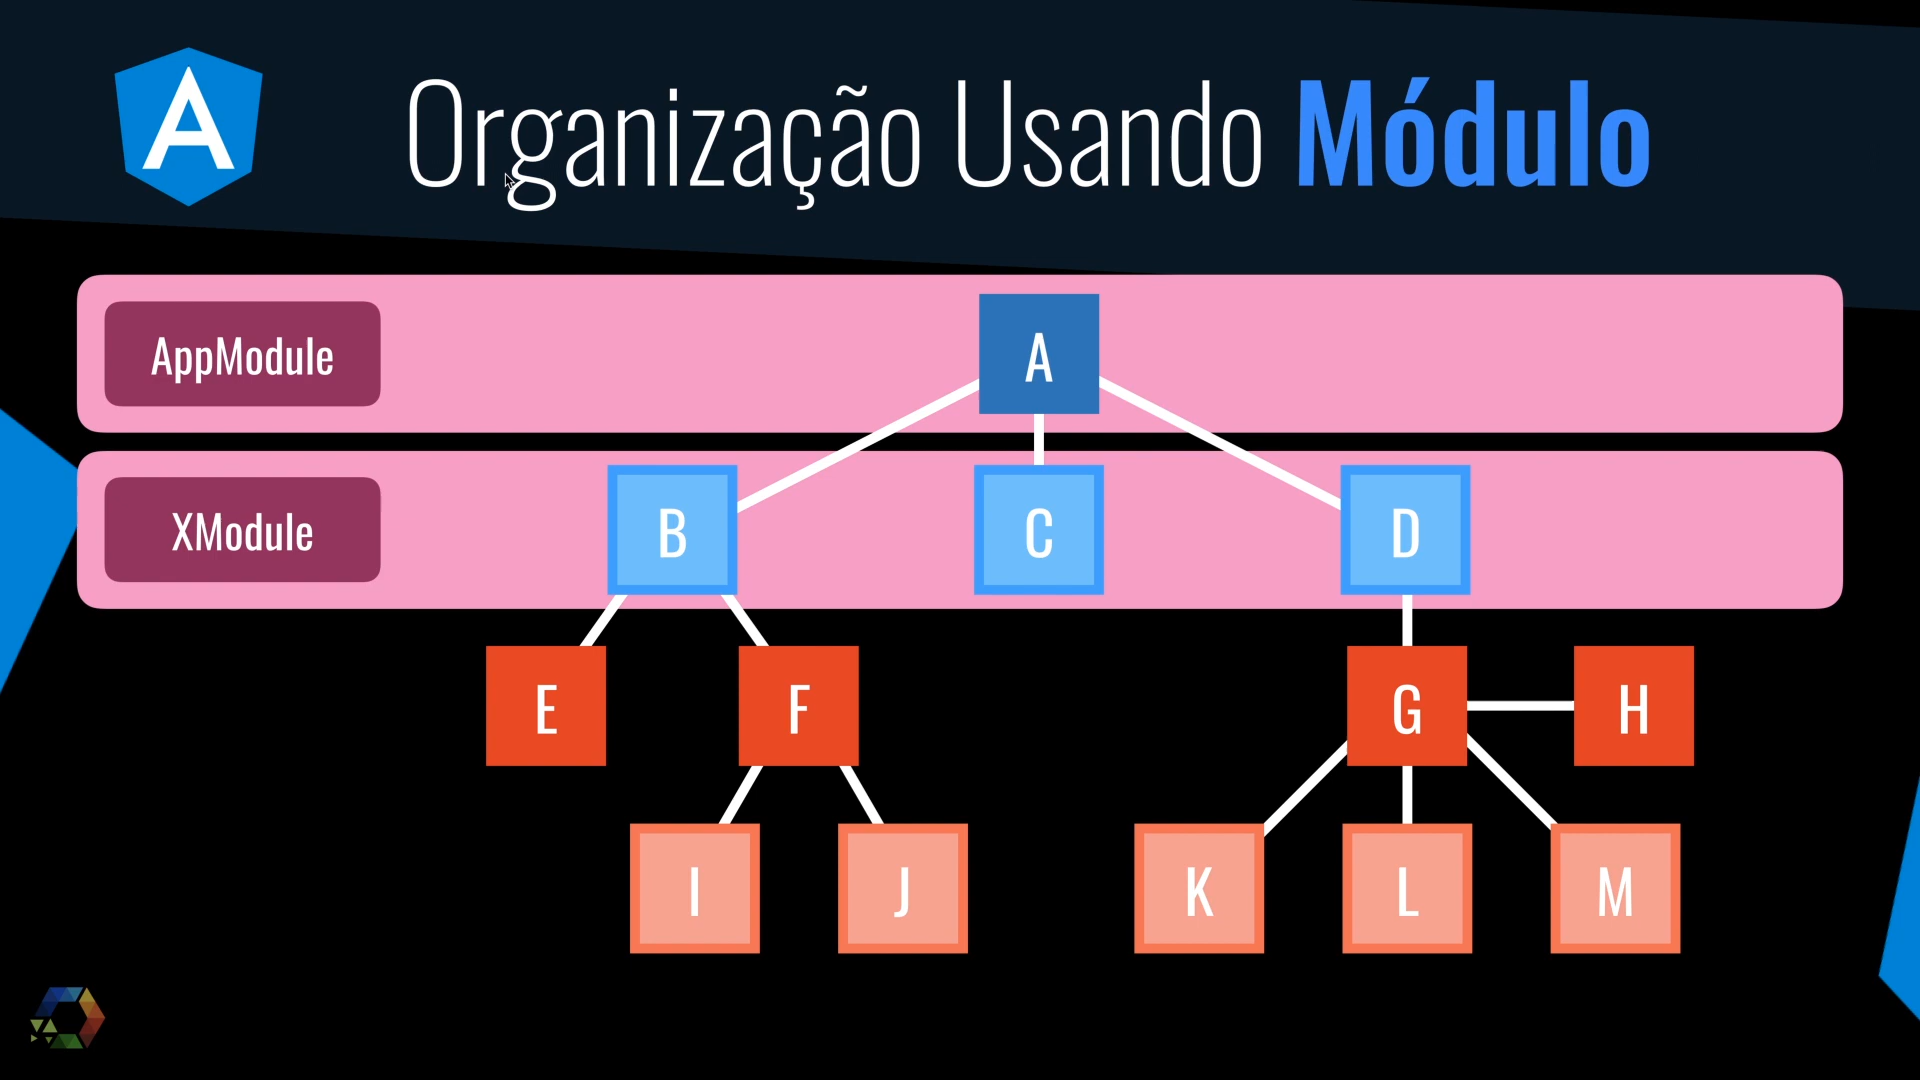 A
Organização Usando Módulo
AppModule
A
XModule
B
C
D
E
F
G
H
I
J
K
L
M